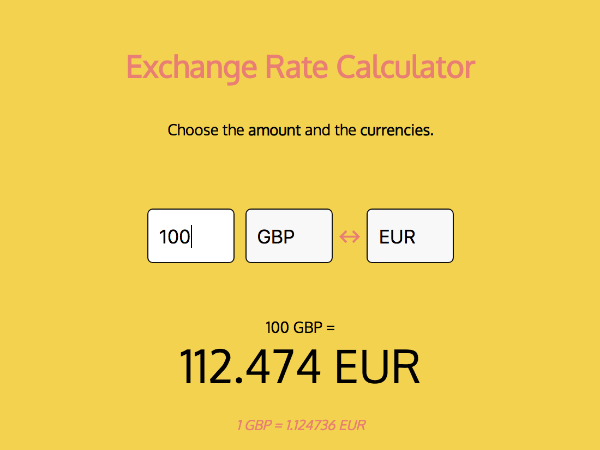 Exchange Rate Calculator
Choose the amount and the currencies.
100 GBP ↔ EUR
100 GBP =
112.474 EUR
1 GBP = 1.124736 EUR